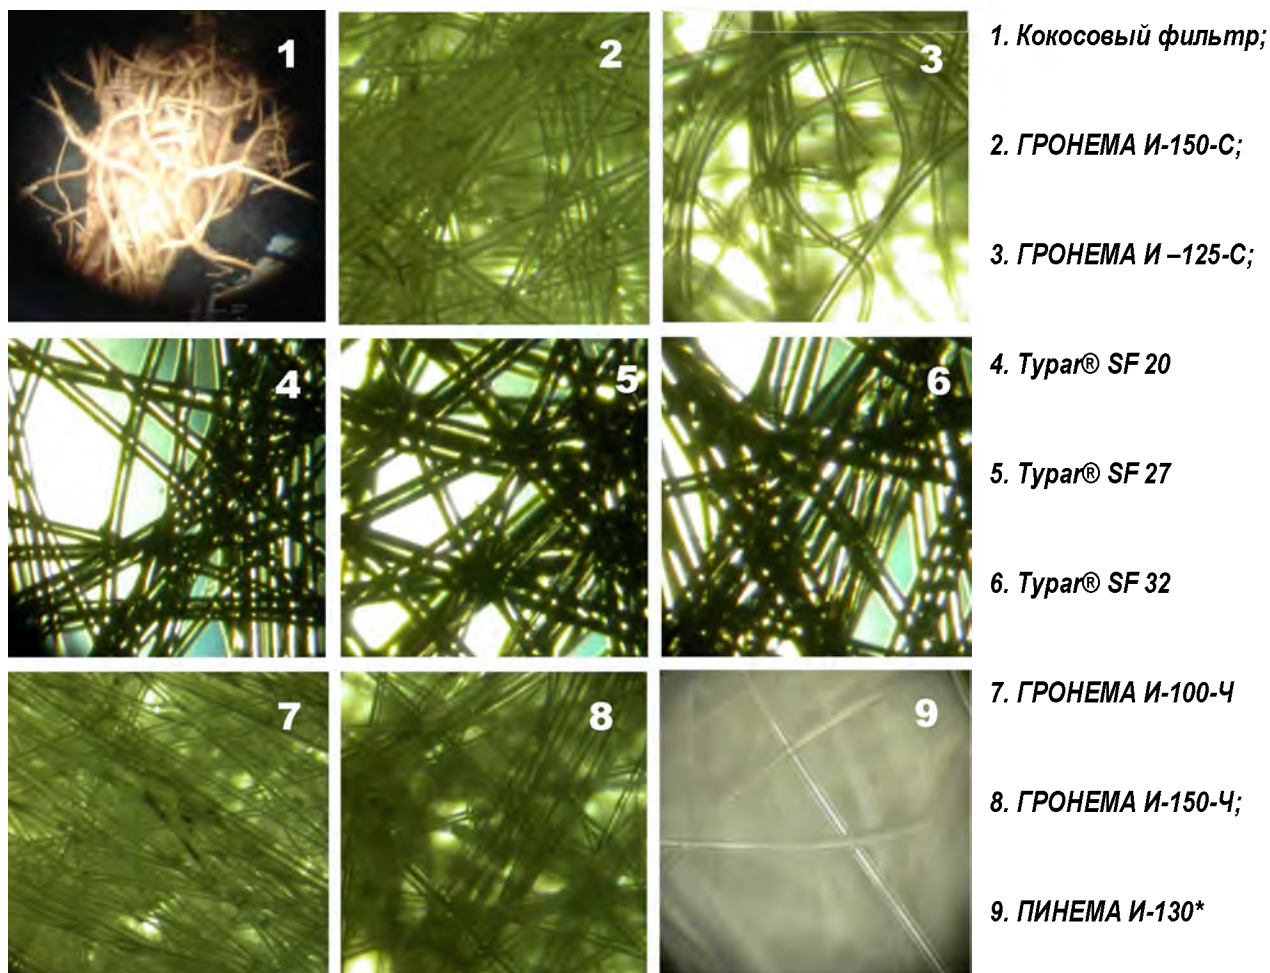 1
2
3
4
5
6
7
8
9
1. Кокосовый фильтр;
2. ГРОНЕМА И-150-С;
3. ГРОНЕМА И –125-С;
4. Typar® SF 20
5. Typar® SF 27
6. Typar® SF 32
7. ГРОНЕМА И-100-Ч
8. ГРОНЕМА И-150-Ч;
9. ПИНЕМА И-130*